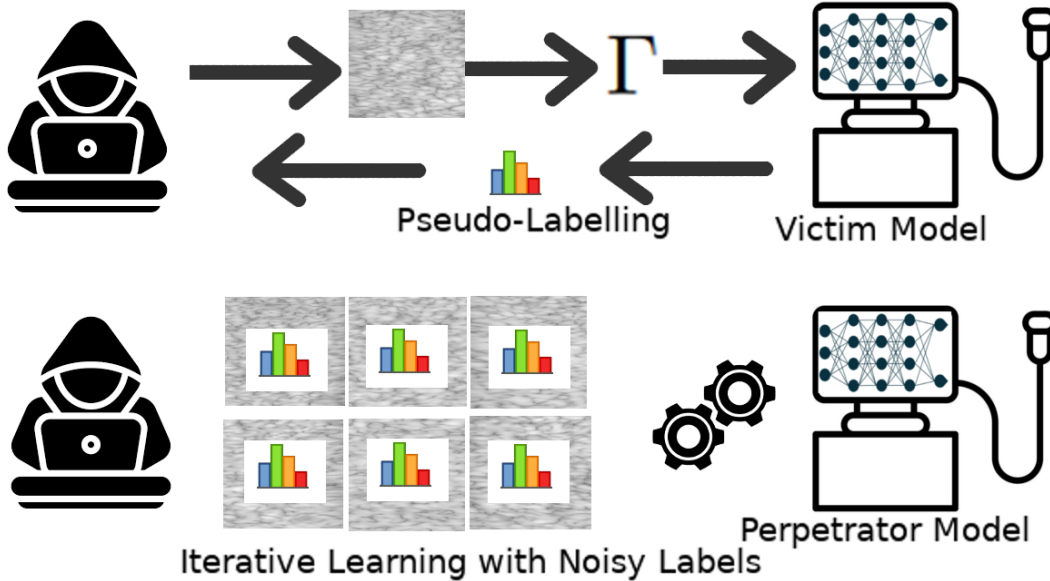 Γ
Pseudo-Labelling
Victim Model
Perpetrator Model
Iterative Learning with Noisy Labels